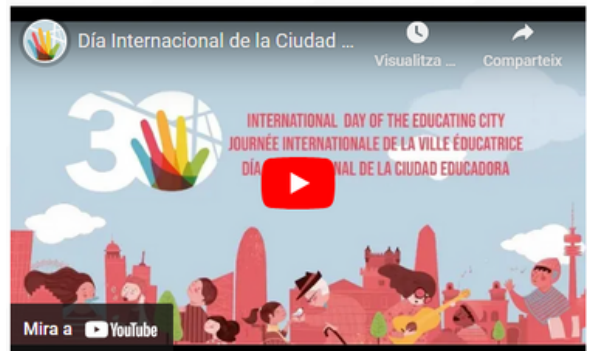 Día Internacional de la Ciudad ...
Visualitza ...
Comparteix
30
INTERNATIONAL DAY OF THE EDUCATING CITY
JOURNÉE INTERNATIONALE DE LA VILLE ÉDUCATRICE
DÍA NAL DE LA CIUDAD EDUCADORA
Mira a YouTube